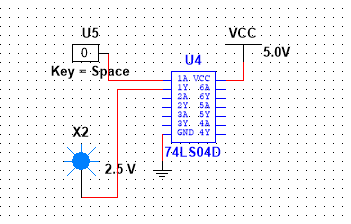 U5
0
Key = Space
U4
VCC
5.0V
1A VCC
1Y .6A
2A .6Y
2Y .5A
3A .5Y
3Y .4A
GND .4Y
74LS04D
X2
2.5 V